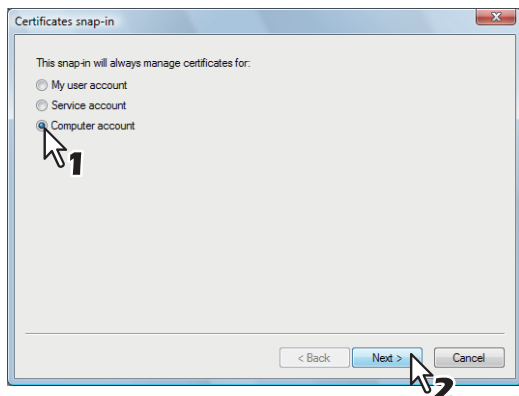 Certificates snap-in
This snap-in will always manage certificates for:
My user account
Service account
Computer account
1
< Back Next > Cancel
2